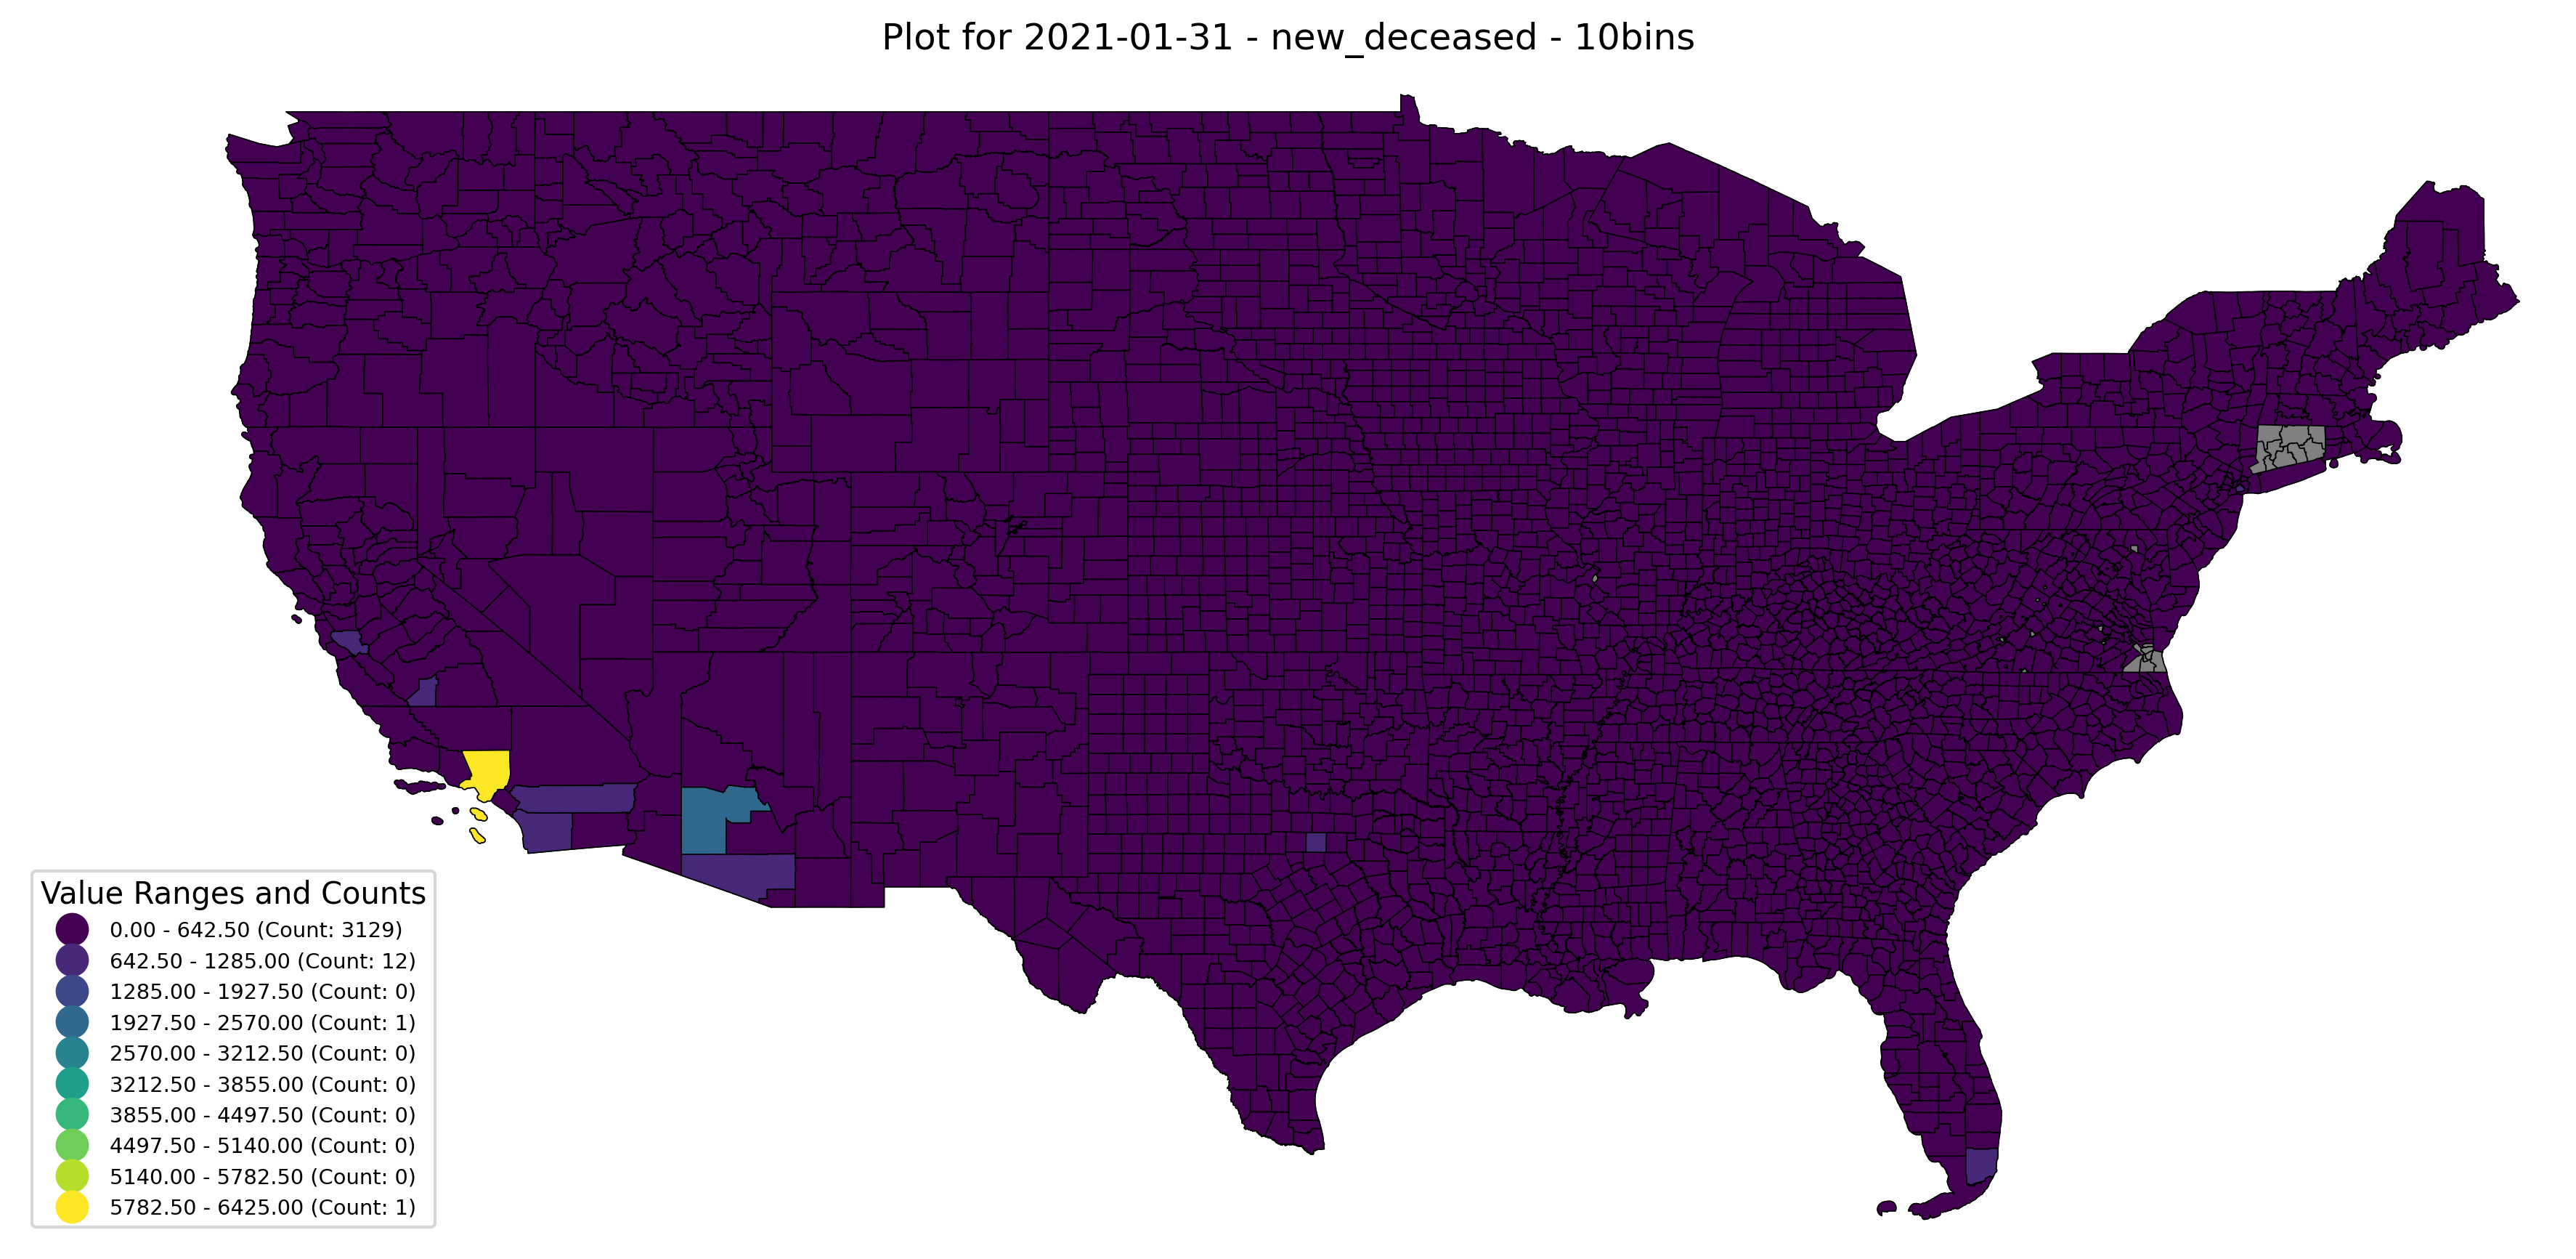 Plot for 2021-01-31 - new_deceased - 10bins
Value Ranges and Counts
0.00 - 642.50 (Count: 3129)
642.50 - 1285.00 (Count: 12)
1285.00 - 1927.50 (Count: 0)
1927.50 - 2570.00 (Count: 1)
2570.00 - 3212.50 (Count: 0)
3212.50 - 3855.00 (Count: 0)
3855.00 - 4497.50 (Count: 0)
4497.50 - 5140.00 (Count: 0)
5140.00 - 5782.50 (Count: 0)
5782.50 - 6425.00 (Count: 1)